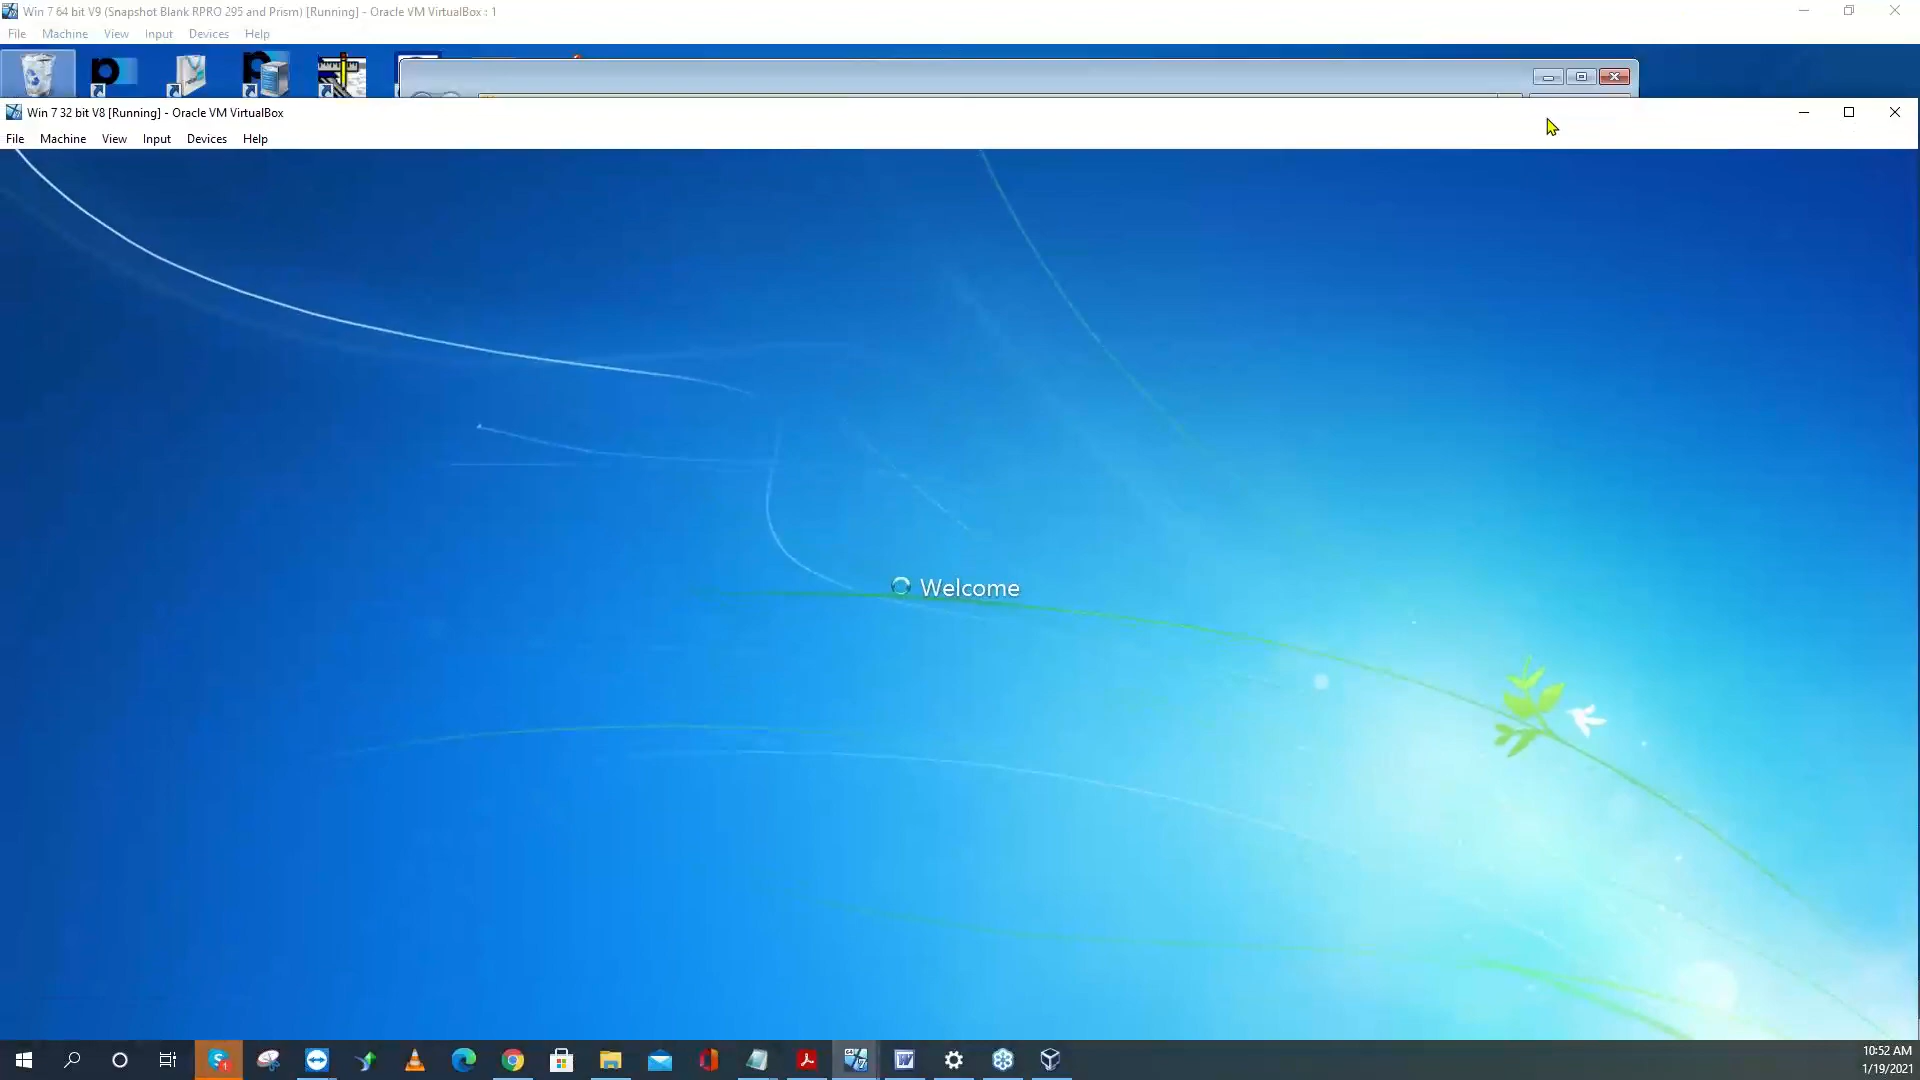 Win 7 64 bit V9 (Snapshot Blank RPRO 295 and Prism) [Running] - Oracle VM VirtualBox : 1
File Machine View Input Devices Help
Win 7 32 bit V8 [Running] - Oracle VM VirtualBox
File Machine View Input Devices Help
Welcome
10:52 AM
1/19/2021